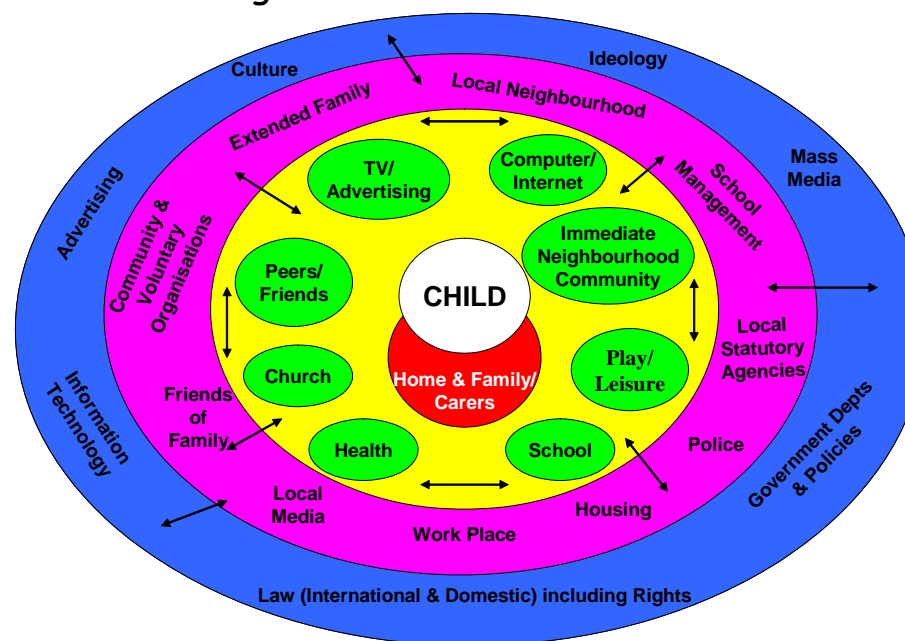 Culture
Ideology
Advertising
Mass
Media
Information
Technology
Government Depts
& Policies
Law (International & Domestic) including Rights
Extended Family
Local Neighbourhood
School
Management
Community &
Voluntary
Organisations
Local
Statutory
Agencies
Friends
of
Family
Police
Local
Media
Housing
Work Place
TV/
Advertising
Computer/
Internet
Immediate
Neighbourhood
Community
Peers/
Friends
Play/
Leisure
Church
Health
School
CHILD
Home & Family/
Carers